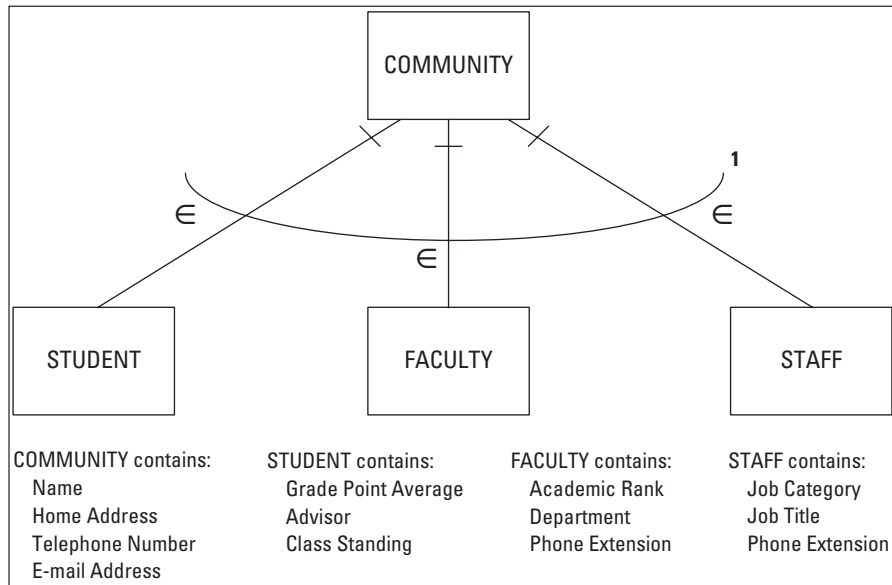 COMMUNITY
1
∈
∈
∈
STUDENT
FACULTY
STAFF
COMMUNITY contains:
Name
Home Address
Telephone Number
E-mail Address
STUDENT contains:
Grade Point Average
Advisor
Class Standing
FACULTY contains:
Academic Rank
Department
Phone Extension
STAFF contains:
Job Category
Job Title
Phone Extension